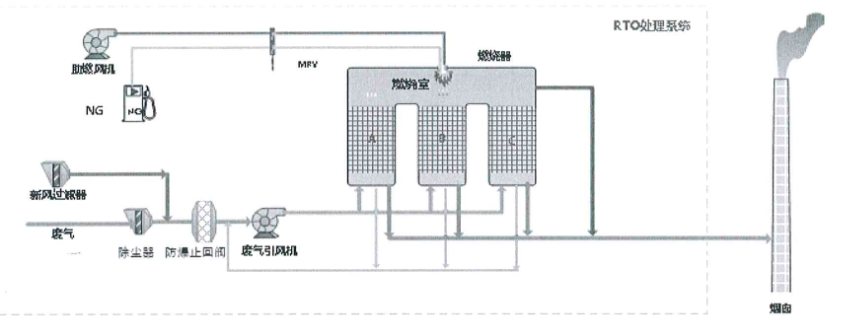 RTO处理系统
燃烧器
助燃风机
MFV
燃烧室
NG
NG
A
B
C
新风过滤器
废气
除尘器
防爆止回阀
废气引风机
烟囱